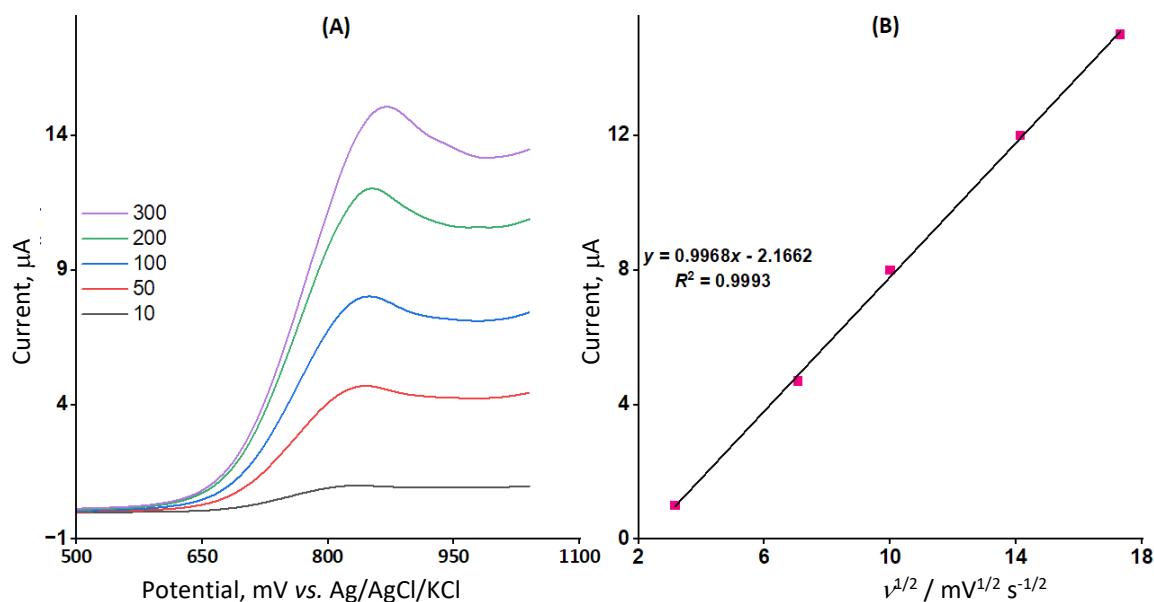 (A)
14
9
4
−1
300
200
100
50
10
Current, μA
500
650
800
950
1100
Potential, mV vs. Ag/AgCl/KCl
(B)
12
8
4
0
y = 0.9968x - 2.1662
R² = 0.9993
Current, μA
2
6
10
14
18
ν¹/² / mV¹/² s⁻¹/²